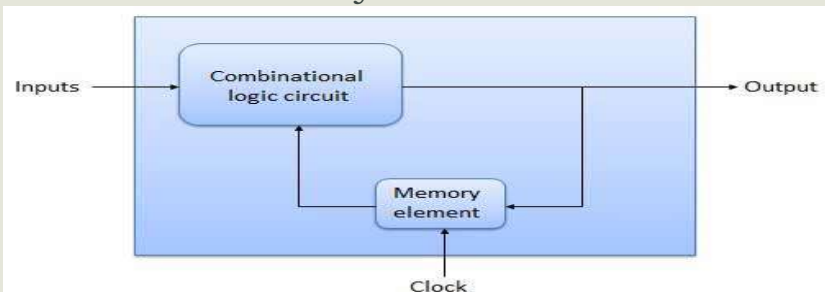 Inputs
Combinational
logic circuit
Output
Memory
element
Clock